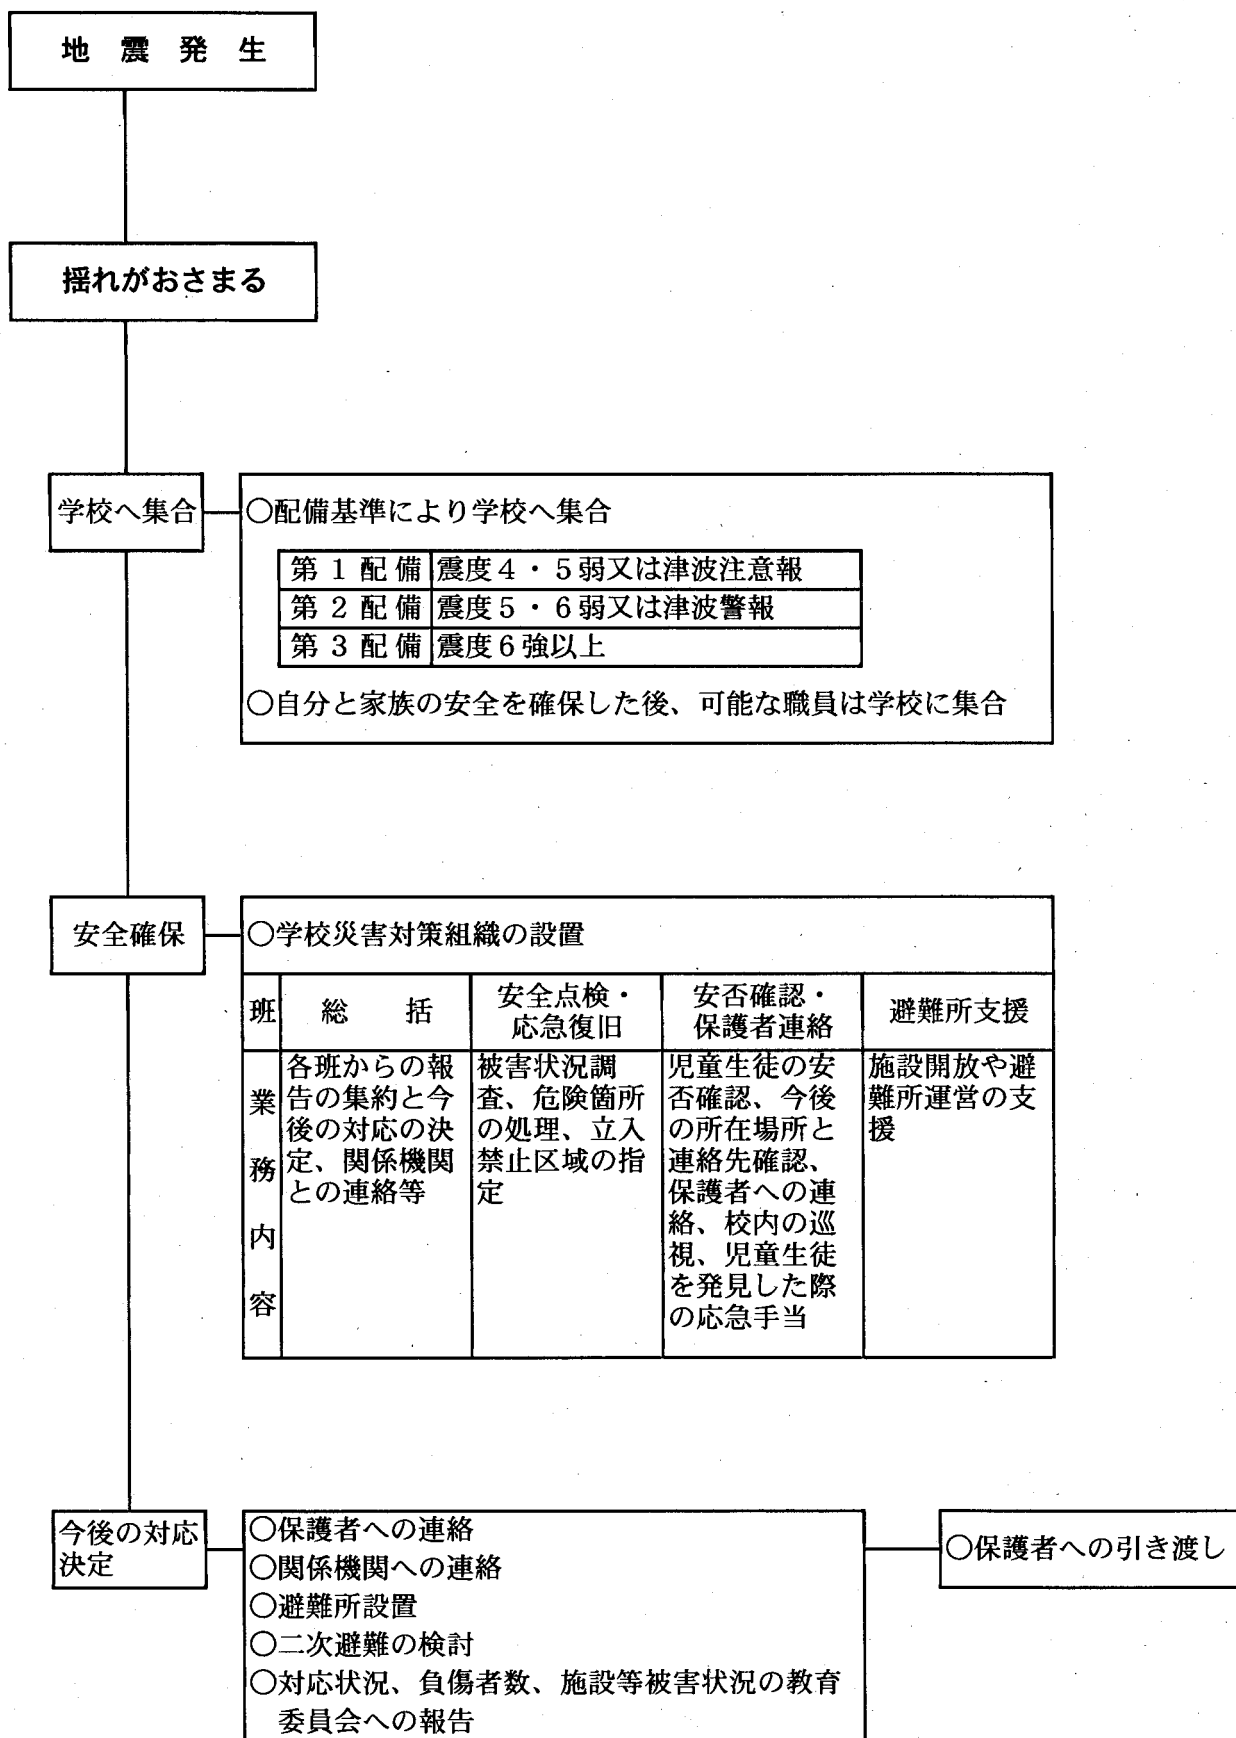 地震発生
揺れがおさまる
学校へ集合
○配備基準により学校へ集合
第1配備 震度4・5弱又は津波注意報
第2配備 震度5・6弱又は津波警報
第3配備 震度6強以上
○自分と家族の安全を確保した後、可能な職員は学校に集合
安全確保
○学校災害対策組織の設置
班
総括
安全点検・
応急復旧
安否確認・
保護者連絡
避難所支援
業務内容
各班からの報
告の集約と今
後の対応の決
定、関係機関
との連絡等
被害状況調
査、危険箇所
の処理、立入
禁止区域の指
定
児童生徒の安
否確認、今後
の所在場所と
連絡先確認、
保護者への連
絡、校内の巡
視、児童生徒
を発見した際
の応急手当
施設開放や避
難所運営の支
援
今後の対応
決定
○保護者への連絡
○関係機関への連絡
○避難所設置
○二次避難の検討
○対応状況、負傷者数、施設等被害状況の教育
委員会への報告
○保護者への引き渡し